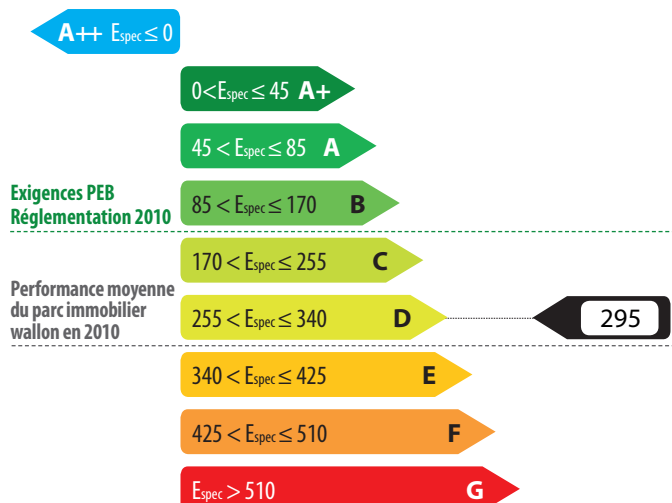 A++ Espec ≤ 0
0<Espec ≤ 45 A+
45 < Espec ≤ 85 A
Exigences PEB
Réglementation 2010
85 < Espec ≤ 170 B
170 < Espec ≤ 255 C
Performance moyenne
du parc immobilier
wallon en 2010
255 < Espec ≤ 340 D
295
340 < Espec ≤ 425 E
425 < Espec ≤ 510 F
Espec > 510 G